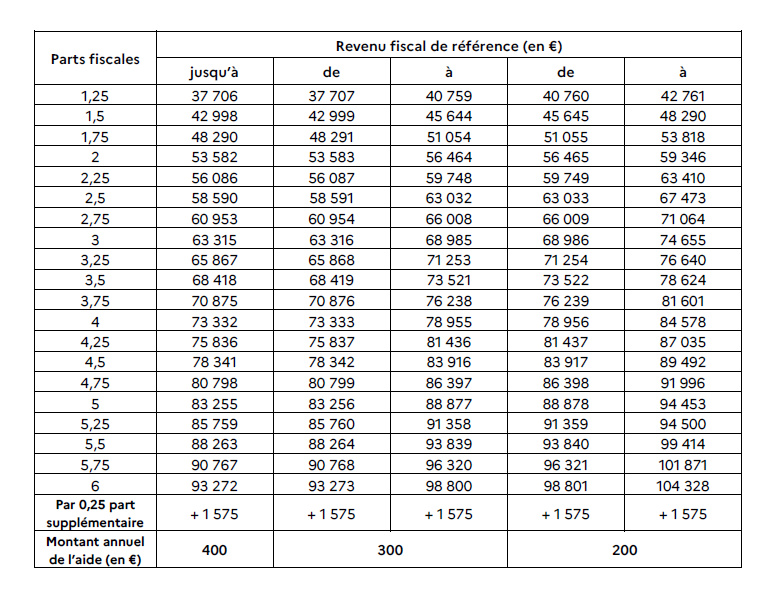 Parts fiscales
Revenu fiscal de référence (en €)
jusqu'à de à de à
1,25 37 706 37 707 40 759 40 760 42 761
1,5 42 998 42 999 45 644 45 645 48 290
1,75 48 290 48 291 51 054 51 055 53 818
2 53 582 53 583 56 464 56 465 59 346
2,25 56 086 56 087 59 748 59 749 63 410
2,5 58 590 58 591 63 032 63 033 67 473
2,75 60 953 60 954 66 008 66 009 71 064
3 63 315 63 316 68 985 68 986 74 655
3,25 65 867 65 868 71 253 71 254 76 640
3,5 68 418 68 419 73 521 73 522 78 624
3,75 70 875 70 876 76 238 76 239 81 601
4 73 332 73 333 78 955 78 956 84 578
4,25 75 836 75 837 81 436 81 437 87 035
4,5 78 341 78 342 83 916 83 917 89 492
4,75 80 798 80 799 86 397 86 398 91 996
5 83 255 83 256 88 877 88 878 94 453
5,25 85 759 85 760 91 358 91 359 94 500
5,5 88 263 88 264 93 839 93 840 99 414
5,75 90 767 90 768 96 320 96 321 101 871
6 93 272 93 273 98 800 98 801 104 328
Par 0,25 part
supplémentaire
+ 1 575 + 1 575 + 1 575 + 1 575 + 1 575
Montant annuel
de l'aide (en €)
400 300 200